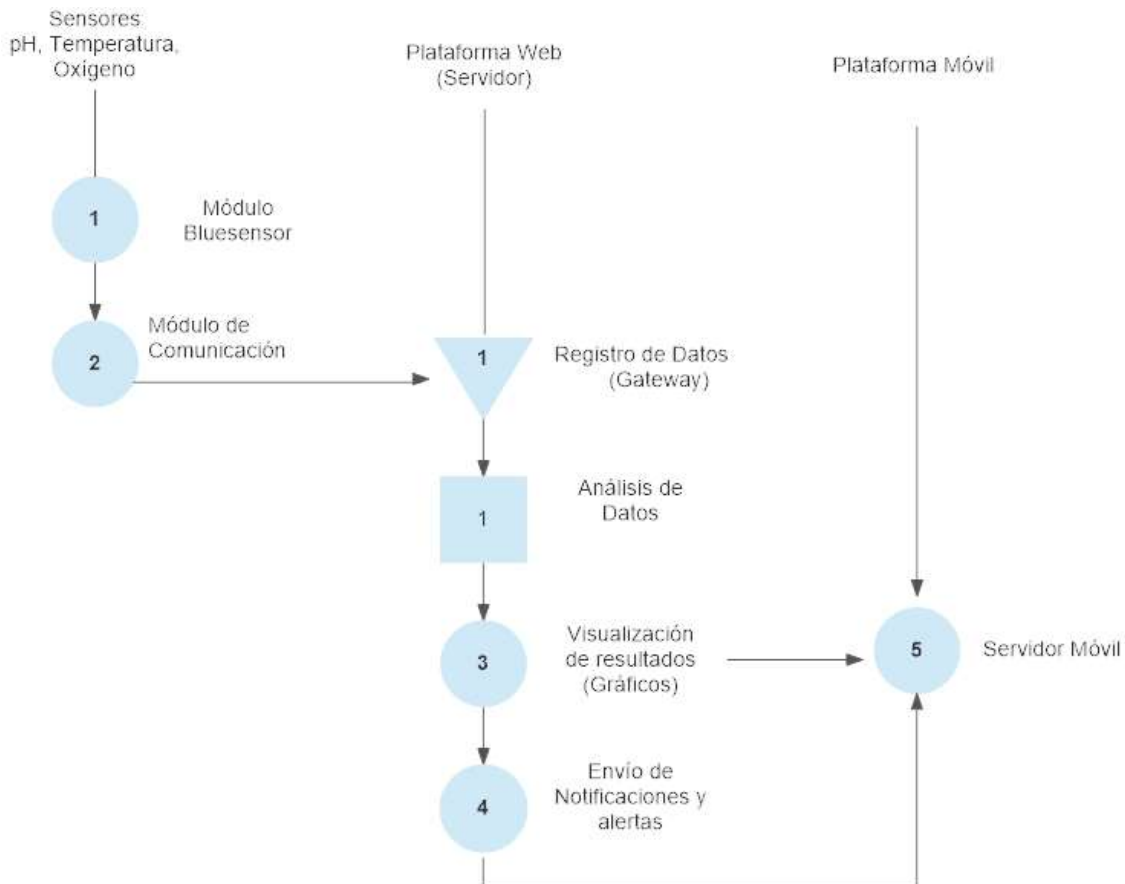 Sensores
pH, Temperatura,
Oxígeno
Plataforma Web
(Servidor)
Plataforma Móvil
1
Módulo
Bluesensor
2
Módulo de
Comunicación
1
Registro de Datos
(Gateway)
1
Análisis de
Datos
3
Visualización
de resultados
(Gráficos)
5
Servidor Móvil
4
Envío de
Notificaciones y
alertas